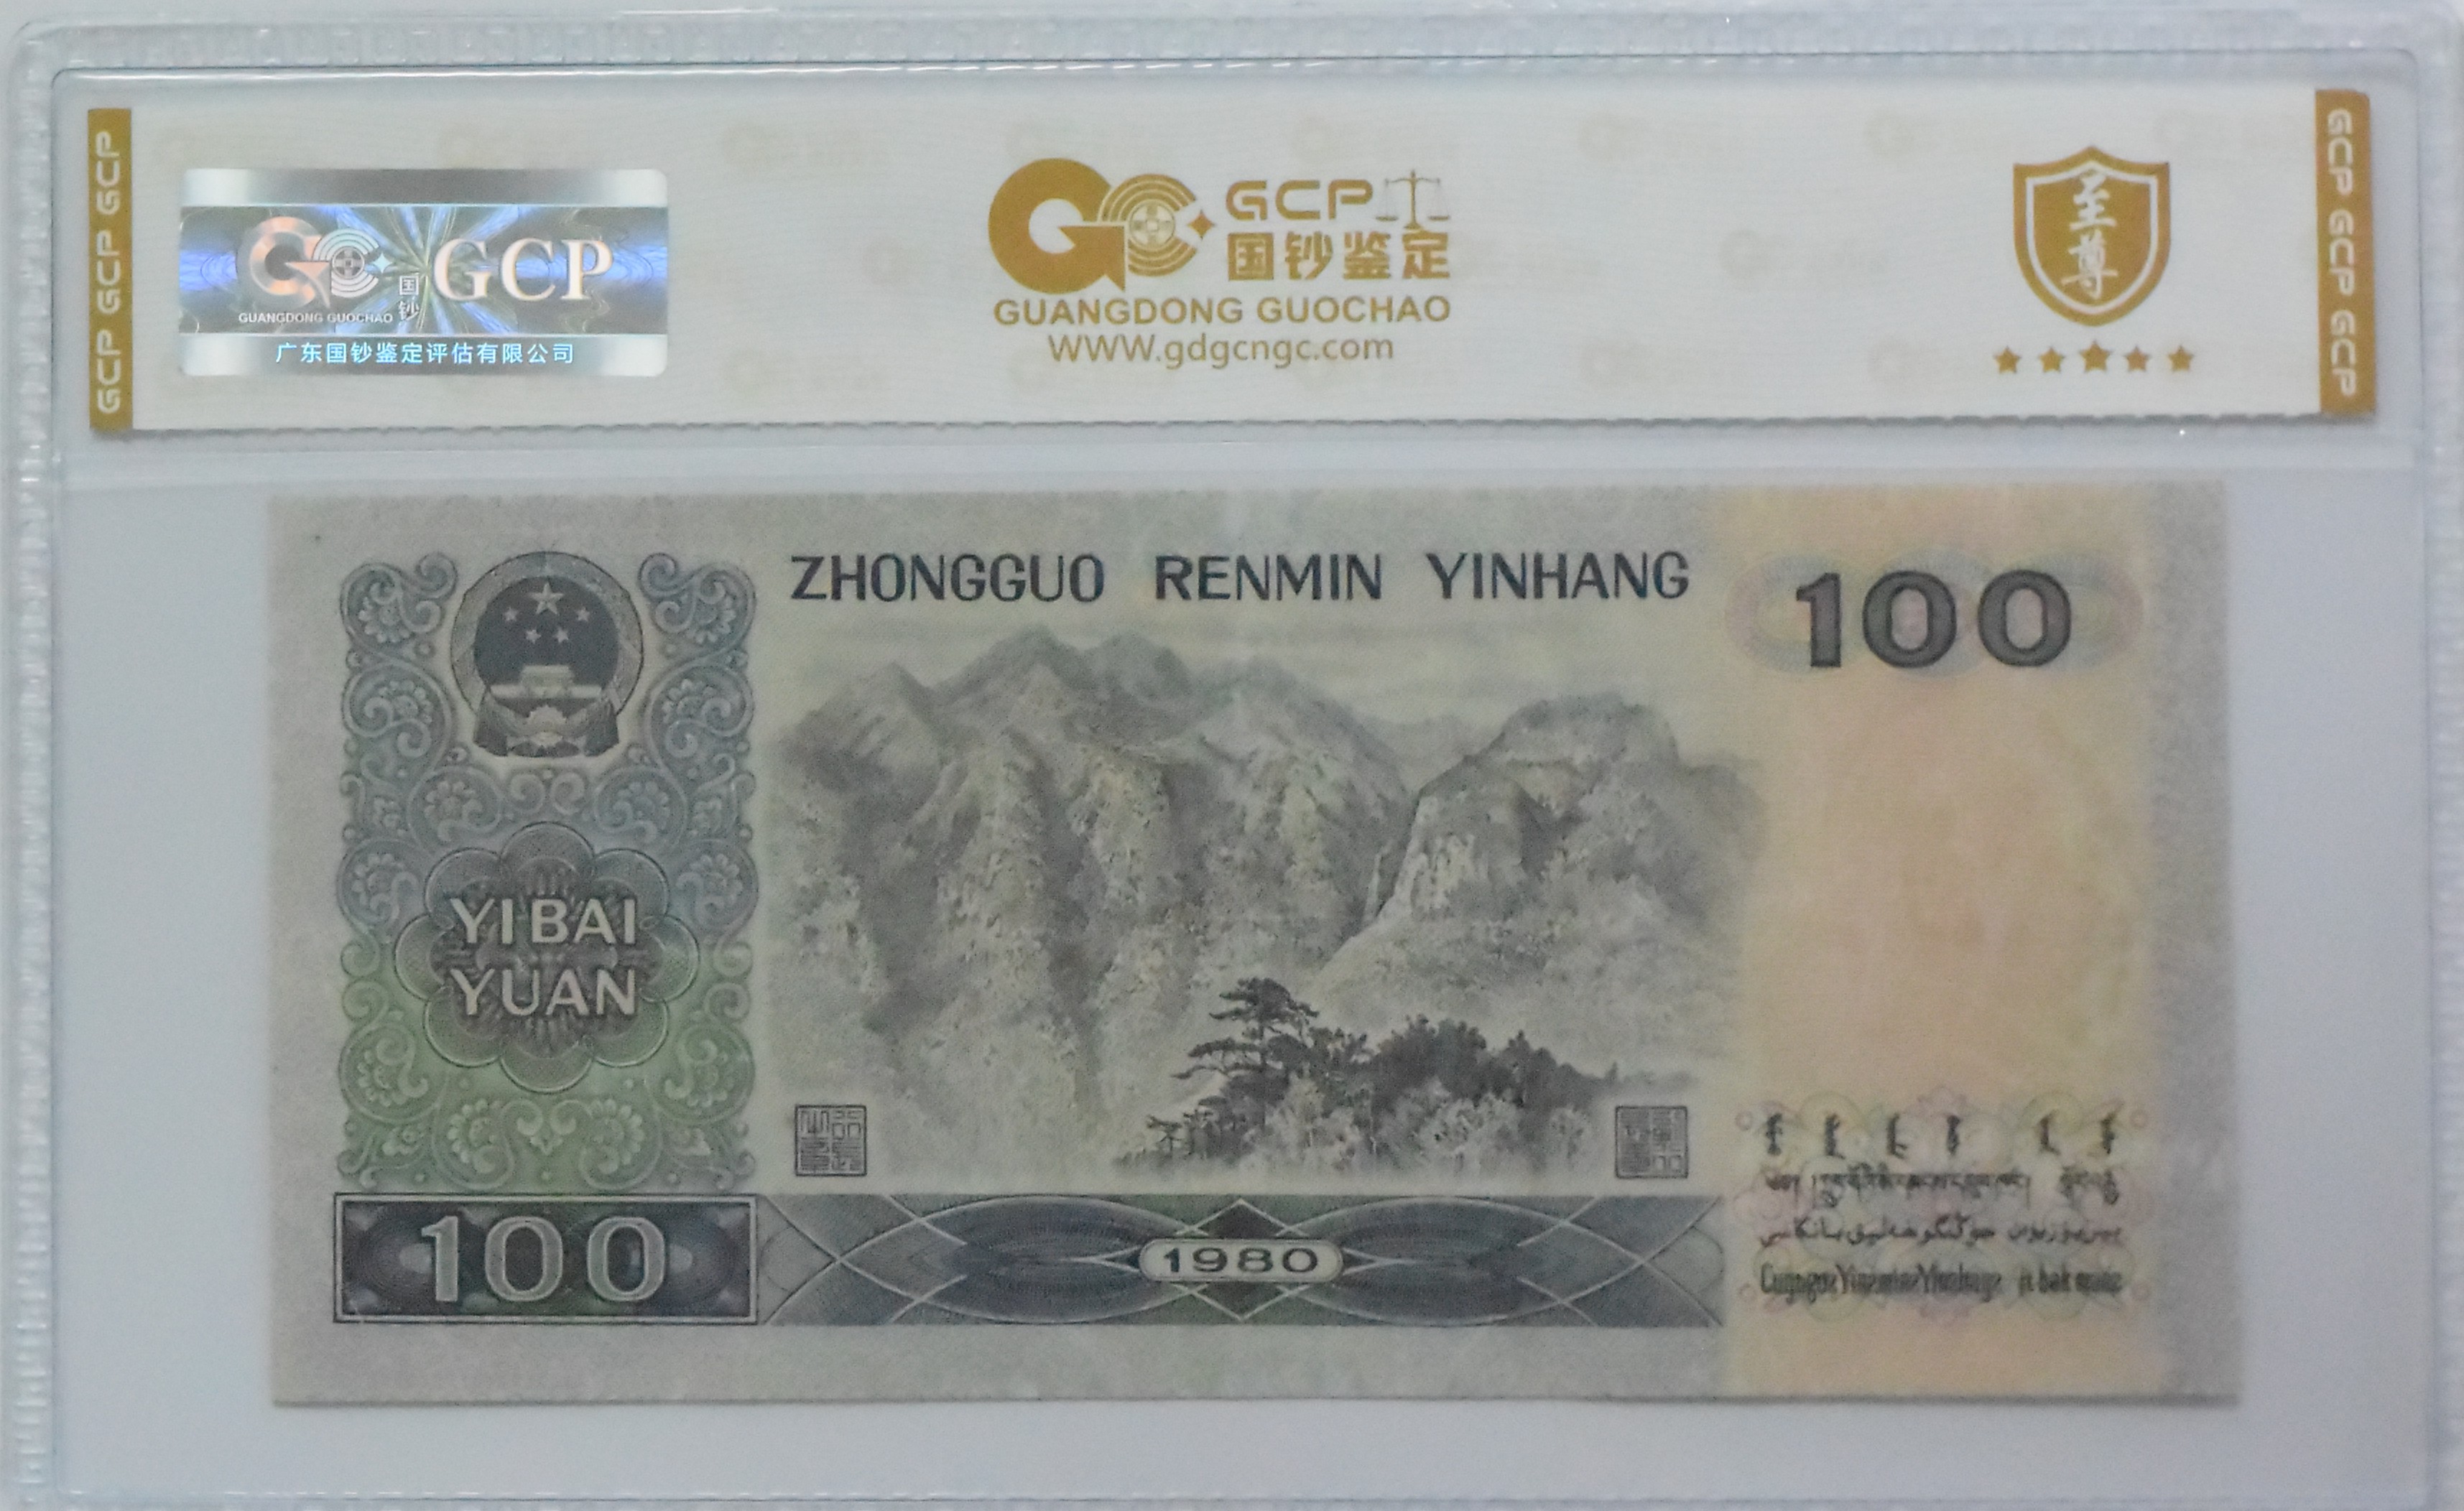 GCP GCP GCP
GCP
国钞
GUANGDONG GUOCHAO
广东国钞鉴定评估有限公司
GCP
国钞鉴定
GUANGDONG GUOCHAO
WWW.gdgcngc.com
至尊
GCP GCP GCP
ZHONGGUO RENMIN YINHANG
100
YI BAI
YUAN
100
1980